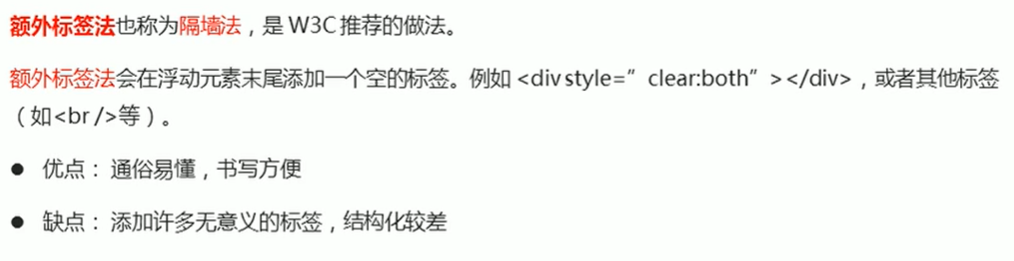 额外标签法也称为隔墙法，是 W3C 推荐的做法。
额外标签法会在浮动元素末尾添加一个空的标签。例如 <div style=”clear:both”></div>，或者其他标签
（如<br />等）。
● 优点： 通俗易懂，书写方便
● 缺点： 添加许多无意义的标签，结构化较差